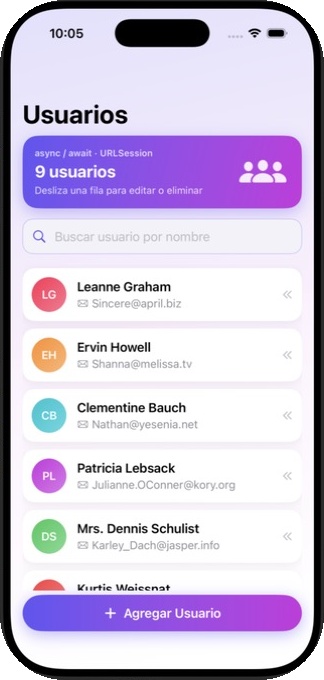 10:05
Usuarios
async / await · URLSession
9 usuarios
Desliza una fila para editar o eliminar
Buscar usuario por nombre
LG
Leanne Graham
Sincere@april.biz
EH
Ervin Howell
Shanna@melissa.tv
CB
Clementine Bauch
Nathan@yesenia.net
PL
Patricia Lebsack
Julianne.OConner@kory.org
DS
Mrs. Dennis Schulist
Karley_Dach@jasper.info
Kurtis Weissnat
+ Agregar Usuario